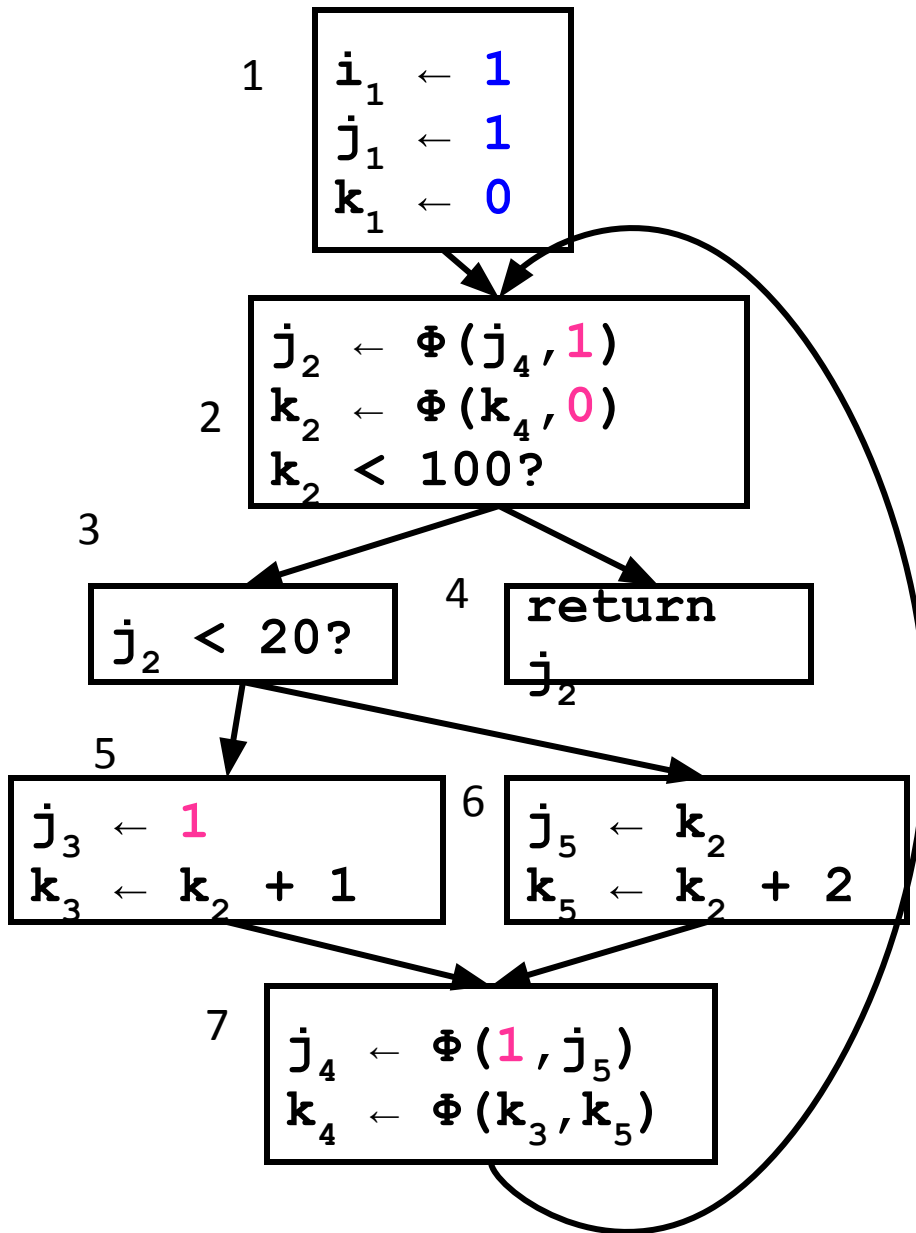 1
i₁ ← 1
j₁ ← 1
k₁ ← 0
2
j₂ ← Φ(j₄,1)
k₂ ← Φ(k₄,0)
k₂ < 100?
3
j₂ < 20?
4
return
j₂
5
j₃ ← 1
k₃ ← k₂ + 1
6
j₅ ← k₂
k₅ ← k₂ + 2
7
j₄ ← Φ(1,j₅)
k₄ ← Φ(k₃,k₅)